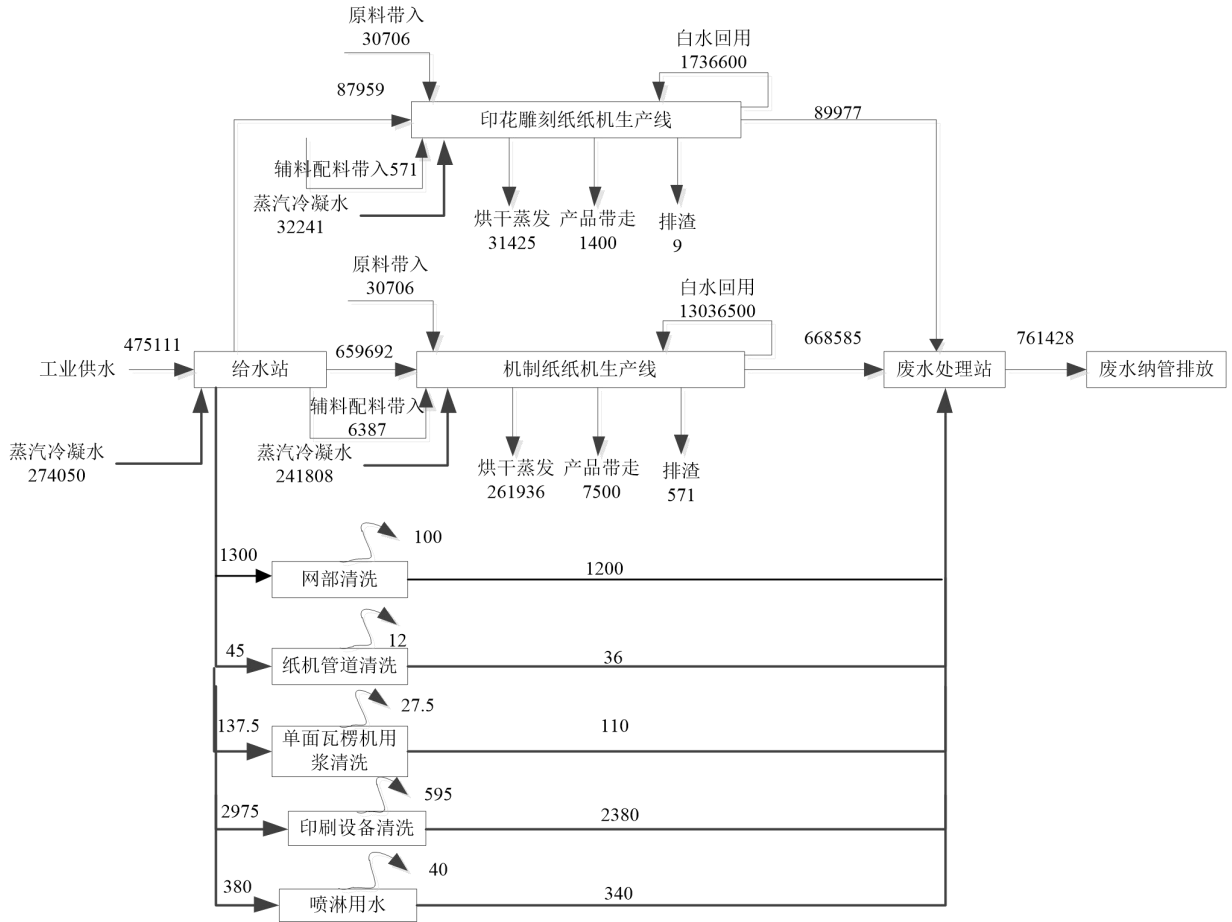 原料带入
30706
白水回用
1736600
87959
印花雕刻纸纸机生产线
89977
辅料配料带入571
蒸汽冷凝水
32241
烘干蒸发
31425
产品带走
1400
排渣
9
原料带入
30706
白水回用
13036500
475111
工业供水
给水站
659692
机制纸纸机生产线
668585
废水处理站
761428
废水纳管排放
辅料配料带入
6387
蒸汽冷凝水
274050
蒸汽冷凝水
241808
烘干蒸发
261936
产品带走
7500
排渣
571
100
1300
网部清洗
1200
12
45
纸机管道清洗
36
27.5
137.5
单面瓦楞机用
浆清洗
110
595
2975
印刷设备清洗
2380
40
380
喷淋用水
340